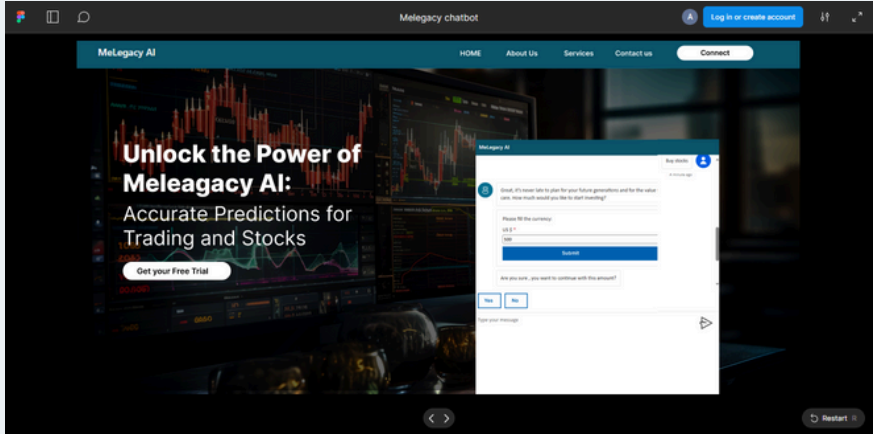 Melegacy chatbot
A
Log in or create account
MeLegacy AI
HOME
About Us
Services
Contact us
Connect
Unlock the Power of
Meleagacy AI:
Accurate Predictions for
Trading and Stocks
Get your Free Trial
MeLegacy AI
Buy stocks
A minute ago
Great, it's never late to plan for your future generations and for the value
care. How much would you like to start investing?
Please fill the currency:
US $ *
500
Submit
Are you sure , you want to continue with this amount?
Yes
No
Type your message
Restart R